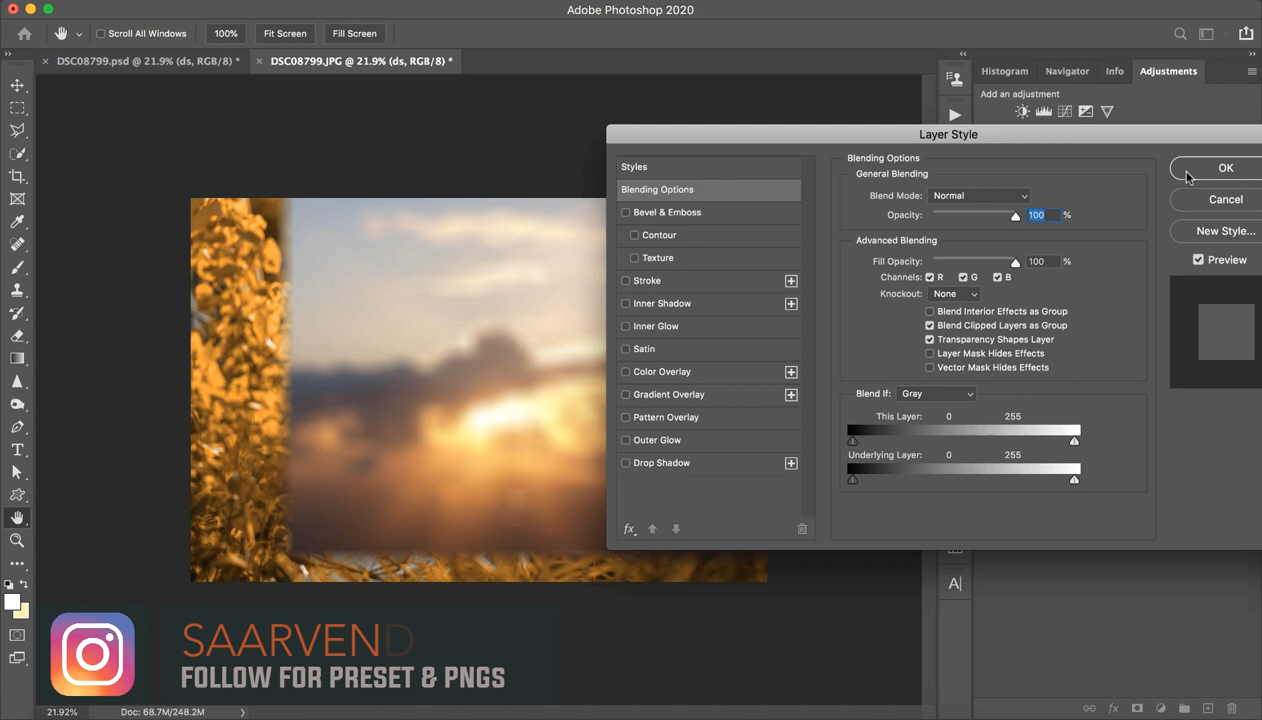 Adobe Photoshop 2020
Scroll All Windows 100% Fit Screen Fill Screen
DSC08799.psd @ 21.9% (ds, RGB/8) * DSC08799.JPG @ 21.9% (ds, RGB/8) *
Histogram Navigator Info Adjustments
Add an adjustment
Layer Style
Styles
Blending Options
Bevel & Emboss
Contour
Texture
Stroke
Inner Shadow
Inner Glow
Satin
Color Overlay
Gradient Overlay
Pattern Overlay
Outer Glow
Drop Shadow
fx
Blending Options
General Blending
Blend Mode: Normal
Opacity: 100 %
Advanced Blending
Fill Opacity: 100 %
Channels: R G B
Knockout: None
Blend Interior Effects as Group
Blend Clipped Layers as Group
Transparency Shapes Layer
Layer Mask Hides Effects
Vector Mask Hides Effects
Blend If: Gray
This Layer: 0 255
Underlying Layer: 0 255
OK
Cancel
New Style...
Preview
A
SAARVEND
FOLLOW FOR PRESET & PNGS
21.92% Doc: 68.7M/248.2M
fx